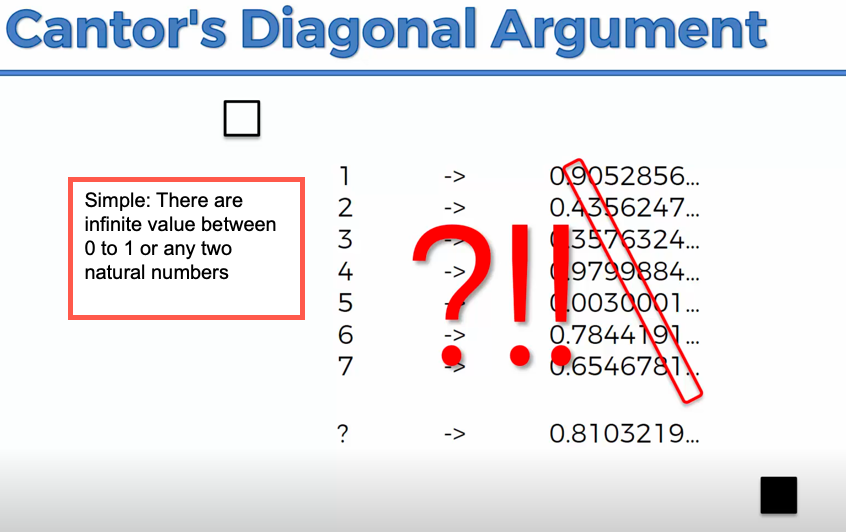 Cantor's Diagonal Argument
Simple: There are
infinite value between
0 to 1 or any two
natural numbers
1 -> 0.9052856...
2 -> 0.4356247...
3 -> 0.3576324...
4 -> 0.9799884...
5 -> 0.0030001...
6 -> 0.7844191...
7 -> 0.6546781...
?!!
? -> 0.8103219...